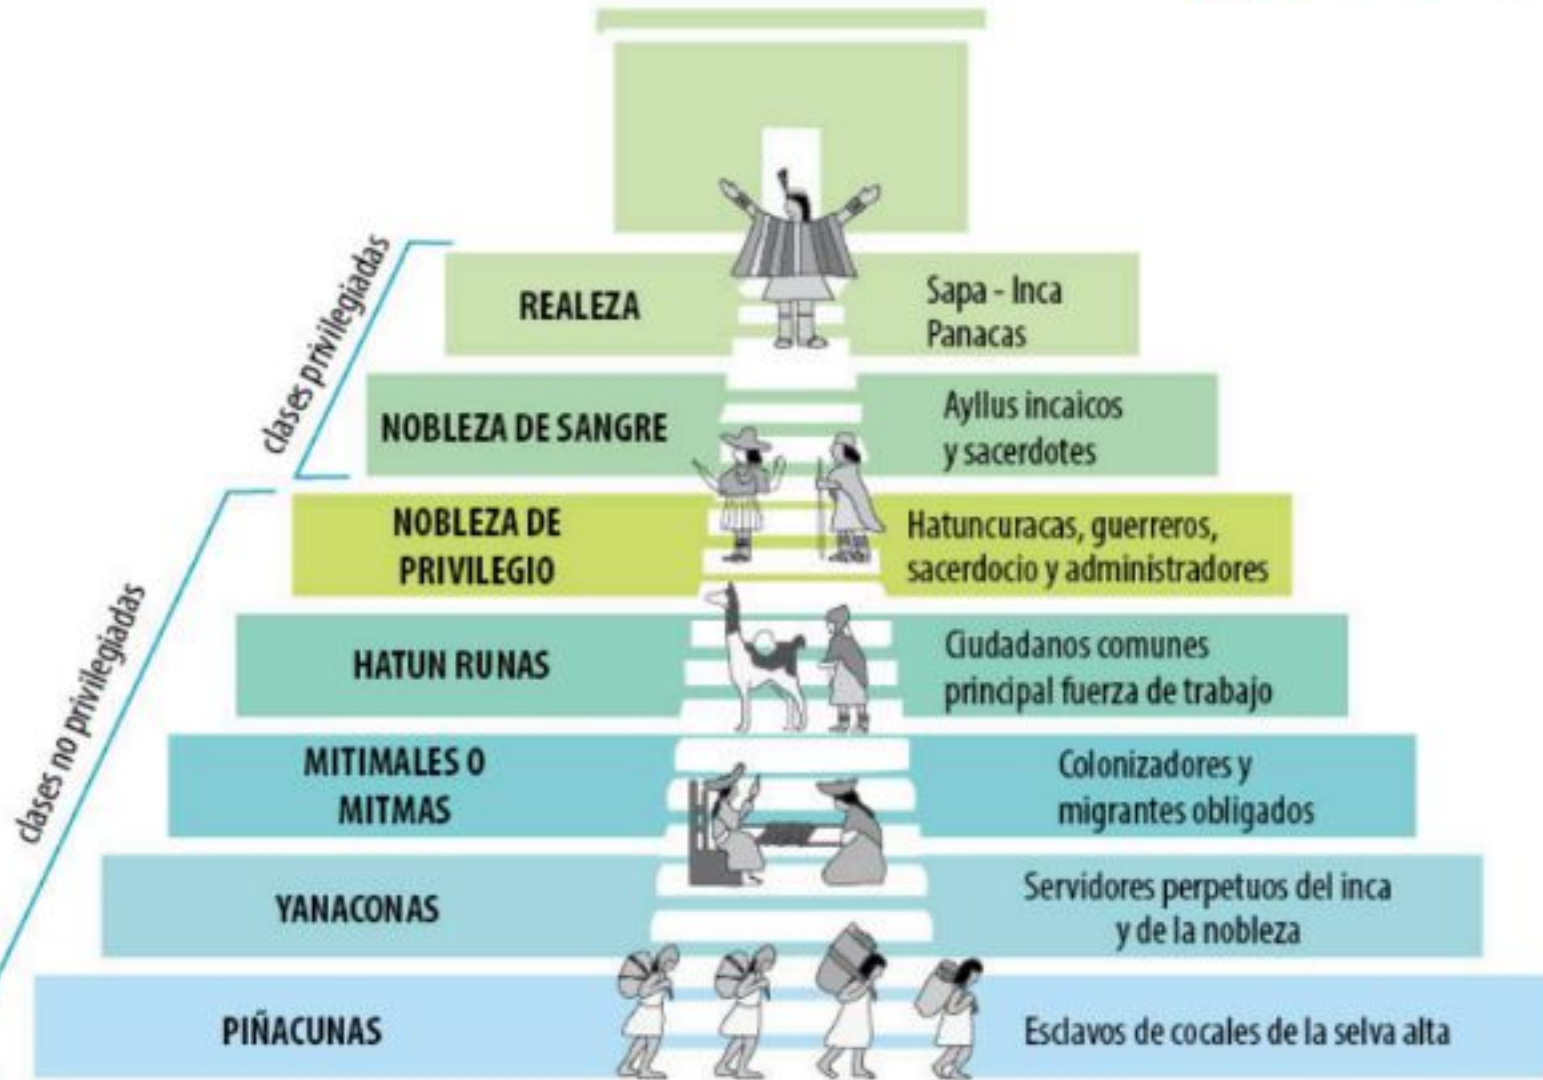 clases privilegiadas
REALEZA
Sapa - Inca
Panacas
NOBLEZA DE SANGRE
Ayllus incaicos
y sacerdotes
clases no privilegiadas
NOBLEZA DE
PRIVILEGIO
Hatuncuracas, guerreros,
sacerdocio y administradores
HATUN RUNAS
Ciudadanos comunes
principal fuerza de trabajo
MITIMALES O
MITMAS
Colonizadores y
migrantes obligados
YANACONAS
Servidores perpetuos del inca
y de la nobleza
PIÑACUNAS
Esclavos de cocales de la selva alta